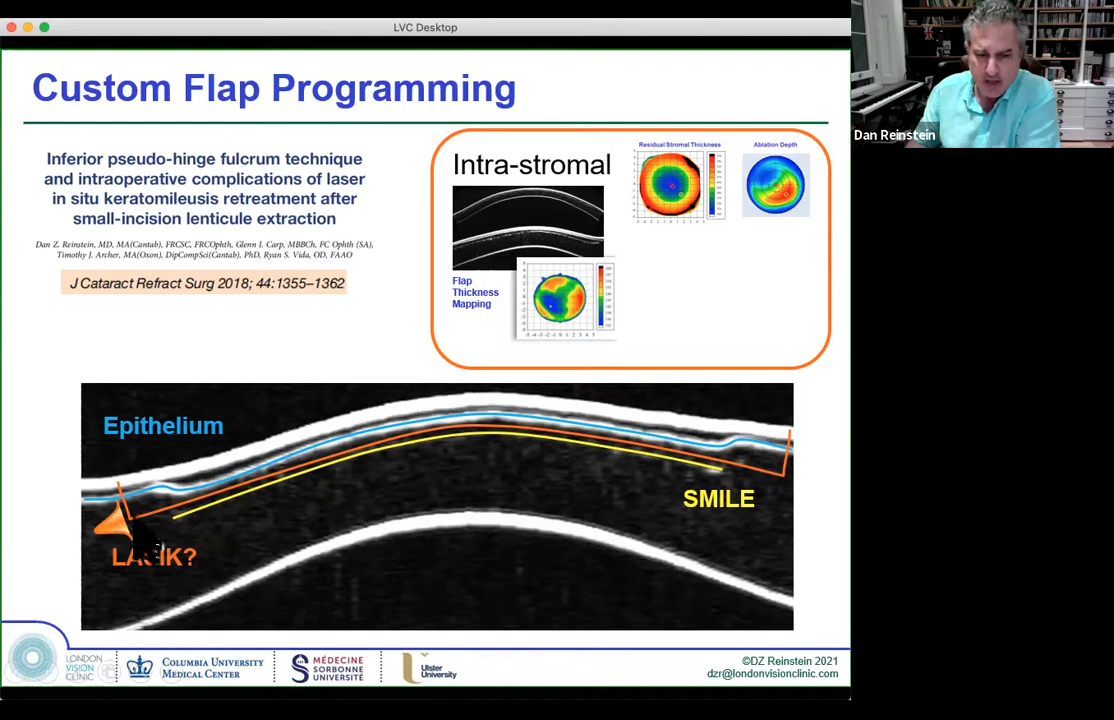 LVC Desktop
Custom Flap Programming
Inferior pseudo-hinge fulcrum technique
and intraoperative complications of laser
in situ keratomileusis retreatment after
small-incision lenticule extraction
Dan Z. Reinstein, MD, MA(Cantab), FRCSC, FRCOphth, Glenn I. Carp, MBBCh, FC Ophth (SA),
Timothy J. Archer, MA(Oxon), DipCompSci(Cantab), PhD, Ryan S. Vida, OD, FAAO
J Cataract Refract Surg 2018; 44:1355–1362
Intra-stromal
Residual Stromal Thickness
Ablation Depth
Flap
Thickness
Mapping
Epithelium
SMILE
LASIK?
LONDON
VISION
CLINIC
COLUMBIA UNIVERSITY
MEDICAL CENTER
MÉDECINE
SORBONNE
UNIVERSITÉ
Ulster
University
©DZ Reinstein 2021
dzr@londonvisionclinic.com
Dan Reinstein